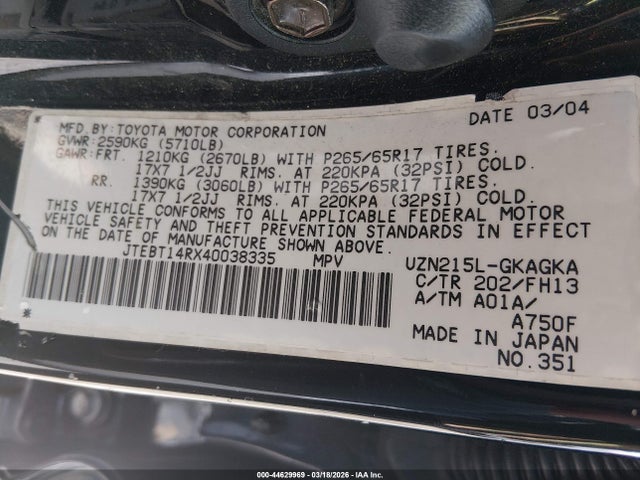 DATE 03/04
MFD.BY:TOYOTA MOTOR CORPORATION
GVWR:2590KG (5710LB)
GAWR:FRT. 1210KG (2670LB) WITH P265/65R17 TIRES.
17X7 1/2JJ RIMS. AT 220KPA (32PSI) COLD.
RR. 1390KG (3060LB) WITH P265/65R17 TIRES.
17X7 1/2JJ RIMS. AT 220KPA (32PSI) COLD.
THIS VEHICLE CONFORMS TO ALL APPLICABLE FEDERAL MOTOR
VEHICLE SAFETY AND THEFT PREVENTION STANDARDS IN EFFECT
ON THE DATE OF MANUFACTURE SHOWN ABOVE.
JTEBT14RX40038335 MPV UZN215L-GKAGKA
* * C/TR 202/FH13
A/TM A01A/
A750F
MADE IN JAPAN
NO.351
000-44629969 | 03/18/2026 | IAA Inc.